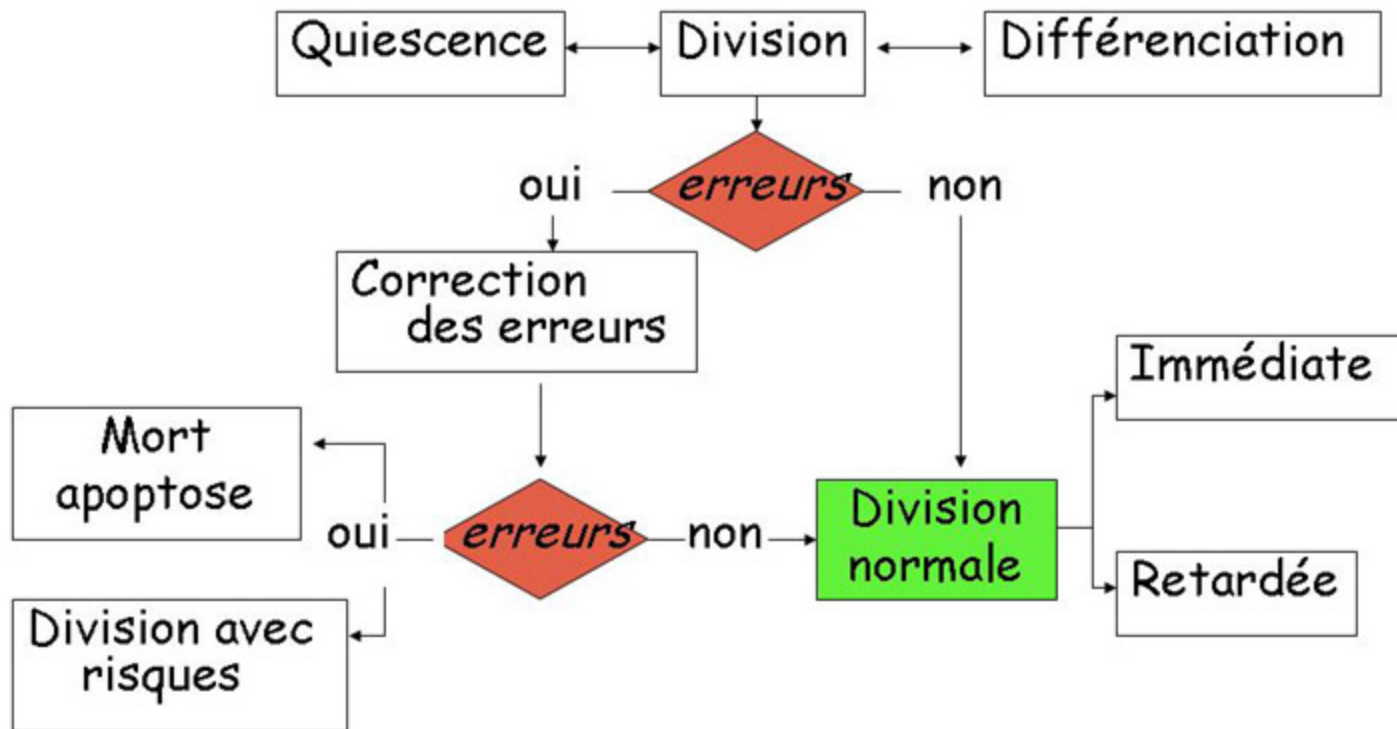 Quiescence
Division
Différenciation
oui
erreurs
non
Correction
des erreurs
Immédiate
Mort
apoptose
oui
erreurs
non
Division
normale
Retardée
Division avec
risques